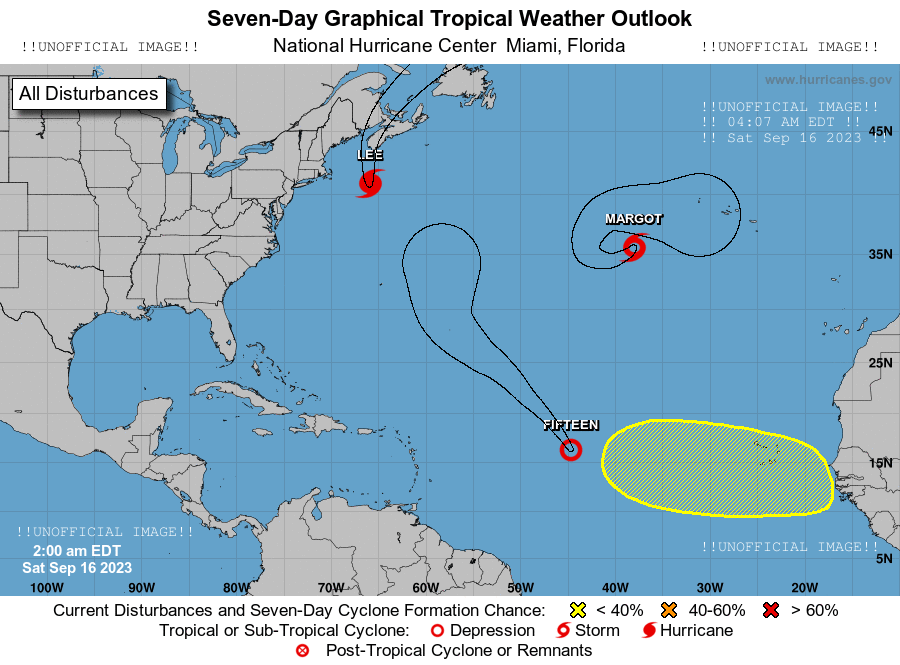 Seven-Day Graphical Tropical Weather Outlook
!!UNOFFICIAL IMAGE!! National Hurricane Center Miami, Florida !!UNOFFICIAL IMAGE!!
www.hurricanes.gov
All Disturbances
!!UNOFFICIAL IMAGE!!
!! 04:07 AM EDT !!
!! Sat Sep 16 2023 !!
45N
LEE
MARGOT
35N
25N
FIFTEEN
15N
!!UNOFFICIAL IMAGE!!
2:00 am EDT
Sat Sep 16 2023
!!UNOFFICIAL IMAGE!!
5N
100W 90W 80W 70W 60W 50W 40W 30W 20W
Current Disturbances and Seven-Day Cyclone Formation Chance: < 40% 40-60% > 60%
Tropical or Sub-Tropical Cyclone: Depression Storm Hurricane
Post-Tropical Cyclone or Remnants